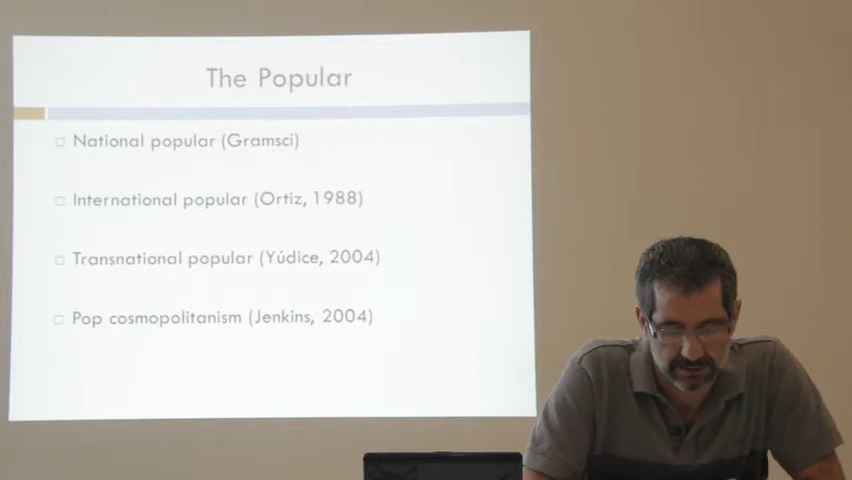 The Popular
National popular (Gramsci)
International popular (Ortiz, 1988)
Transnational popular (Yúdice, 2004)
Pop cosmopolitanism (Jenkins, 2004)